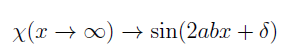 χ(x → ∞) → sin(2abx + δ)